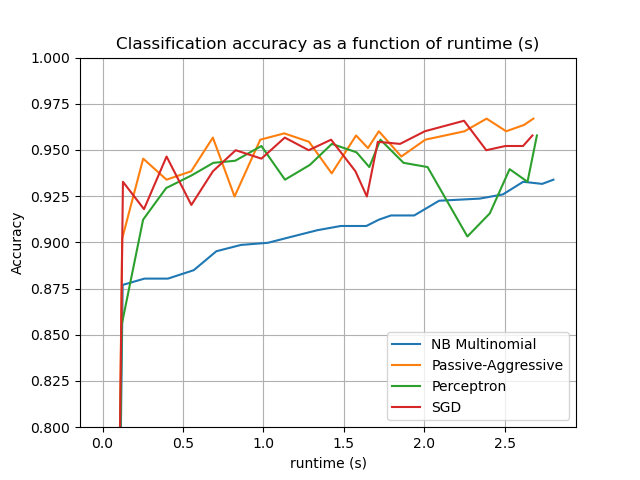 Classification accuracy as a function of runtime (s)
1.000
0.975
0.950
0.925
0.900
0.875
0.850
0.825
0.800
Accuracy
NB Multinomial
Passive-Aggressive
Perceptron
SGD
0.0 0.5 1.0 1.5 2.0 2.5
runtime (s)